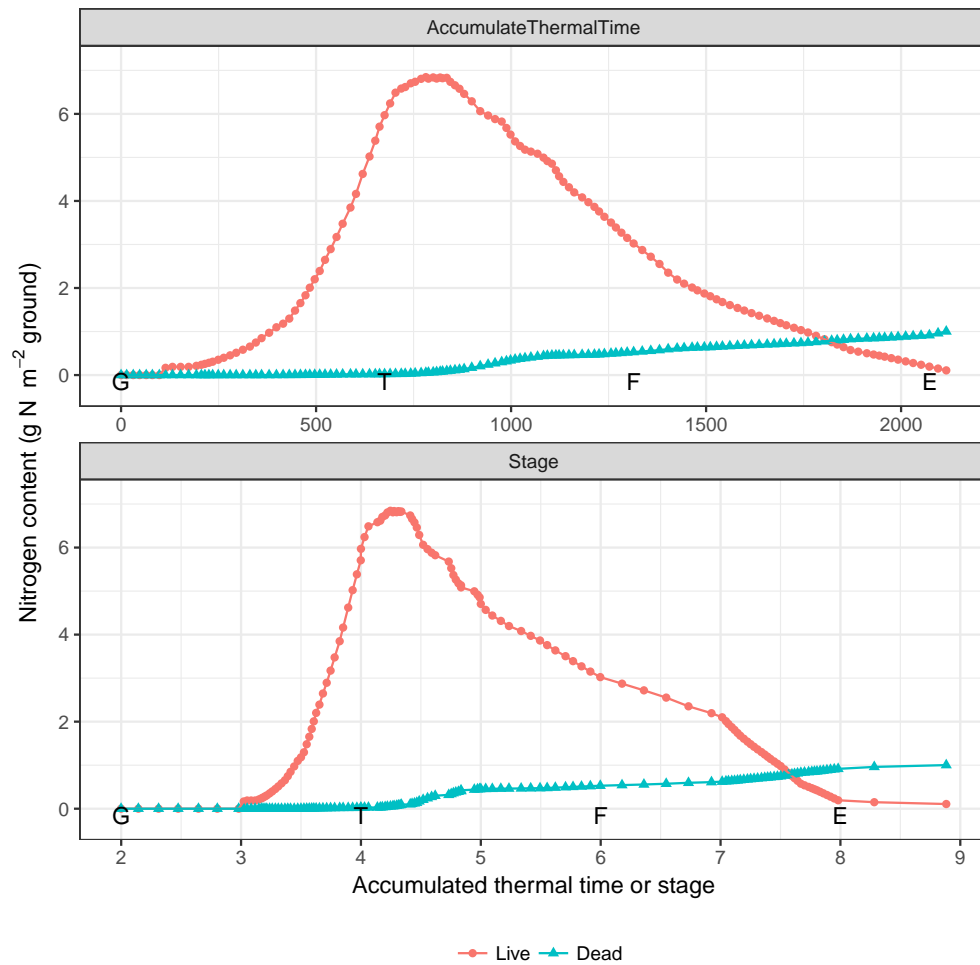 AccumulateThermalTime
6
4
2
0
G T F E
0 500 1000 1500 2000
Stage
6
4
2
0
G T F E
2 3 4 5 6 7 8 9
Nitrogen content (g N m⁻² ground)
Accumulated thermal time or stage
Live Dead